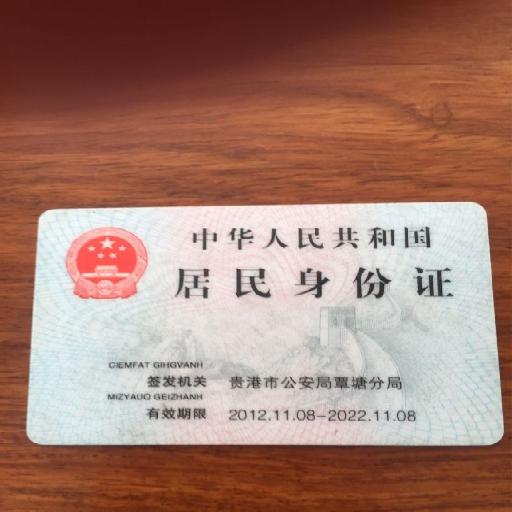 中华人民共和国
居民身份证
CIEMFAT GIHGVANH
签发机关 贵港市公安局覃塘分局
MIZYAUQ GEIZHANH
有效期限 2012.11.08-2022.11.08